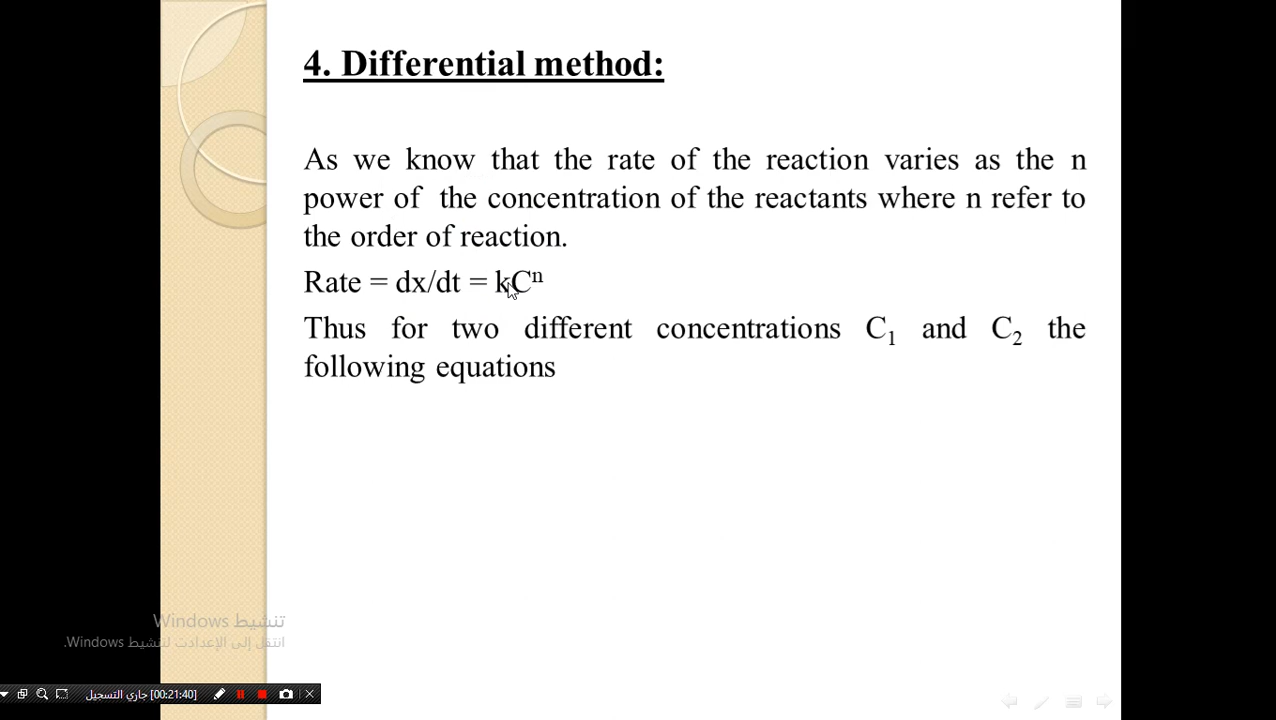 4. Differential method:
As we know that the rate of the reaction varies as the n
power of the concentration of the reactants where n refer to
the order of reaction.
Rate = dx/dt = kCⁿ
Thus for two different concentrations C₁ and C₂ the
following equations
تنشيط Windows
انتقل إلى الإعدادت لتنشيط Windows.
[00:21:40] جاري التسجيل